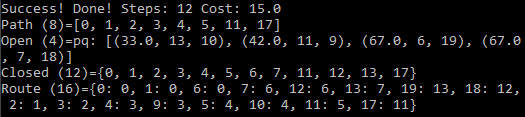 Success! Done! Steps: 12 Cost: 15.0
Path (8)=[0, 1, 2, 3, 4, 5, 11, 17]
Open (4)=pq: [(33.0, 13, 10), (42.0, 11, 9), (67.0, 6, 19), (67.0
, 7, 18)]
Closed (12)={0, 1, 2, 3, 4, 5, 6, 7, 11, 12, 13, 17}
Route (16)={0: 0, 1: 0, 6: 0, 7: 6, 12: 6, 13: 7, 19: 13, 18: 12,
 2: 1, 3: 2, 4: 3, 9: 3, 5: 4, 10: 4, 11: 5, 17: 11}